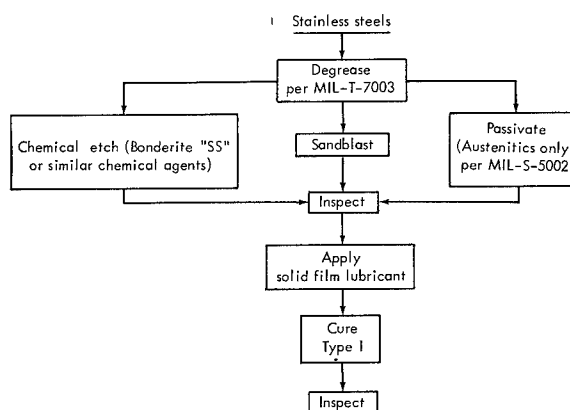 Stainless steels
Degrease
per MIL-T-7003
Chemical etch (Bonderite "SS"
or similar chemical agents)
Sandblast
Passivate
(Austenitics only
per MIL-S-5002
Inspect
Apply
solid film lubricant
Cure
Type I
Inspect